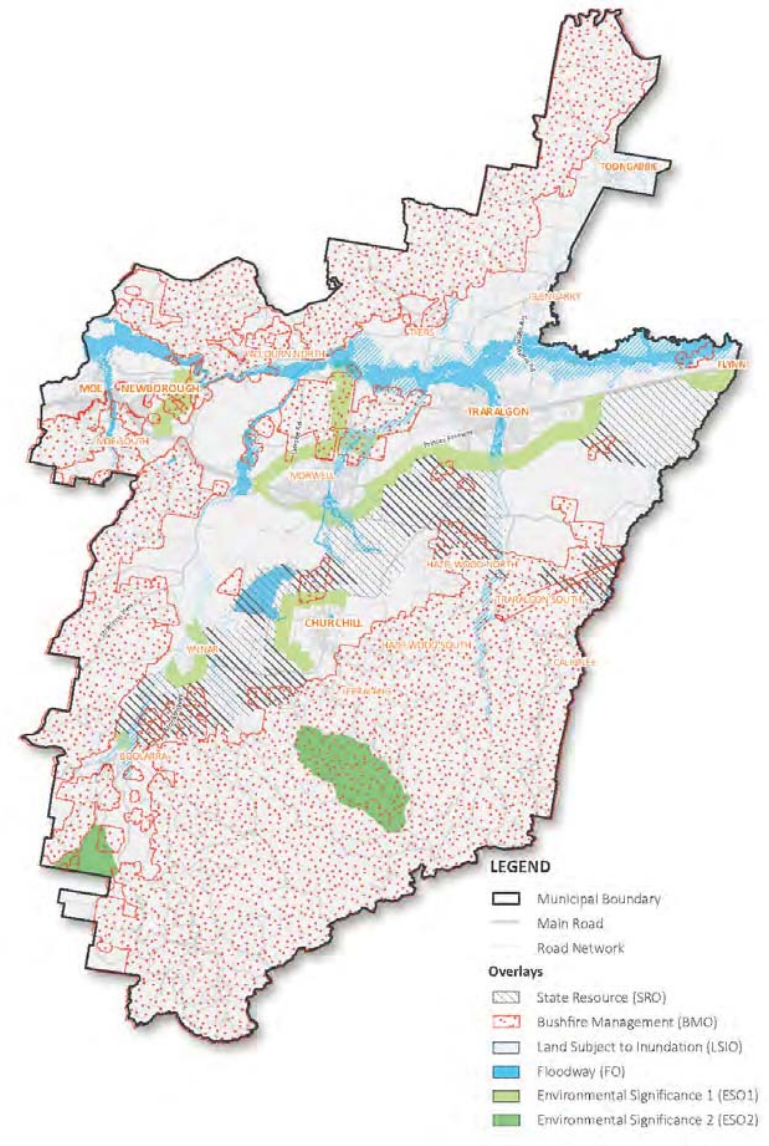 TOONGABBIE
GLENGARRY
TYERS
YALLOURN NORTH
FLYNN
MOE
NEWBOROUGH
TRARALGON
MOE SOUTH
Princes Freeway
MORWELL
HAZELWOOD NORTH
TRARALGON SOUTH
CHURCHILL
YINNAR
HAZELWOOD SOUTH
CALLIGNEE
JEERALANG
BOOLARRA
LEGEND
Municipal Boundary
Main Road
Road Network
Overlays
State Resource (SRO)
Bushfire Management (BMO)
Land Subject to Inundation (LSIO)
Floodway (FO)
Environmental Significance 1 (ESO1)
Environmental Significance 2 (ESO2)